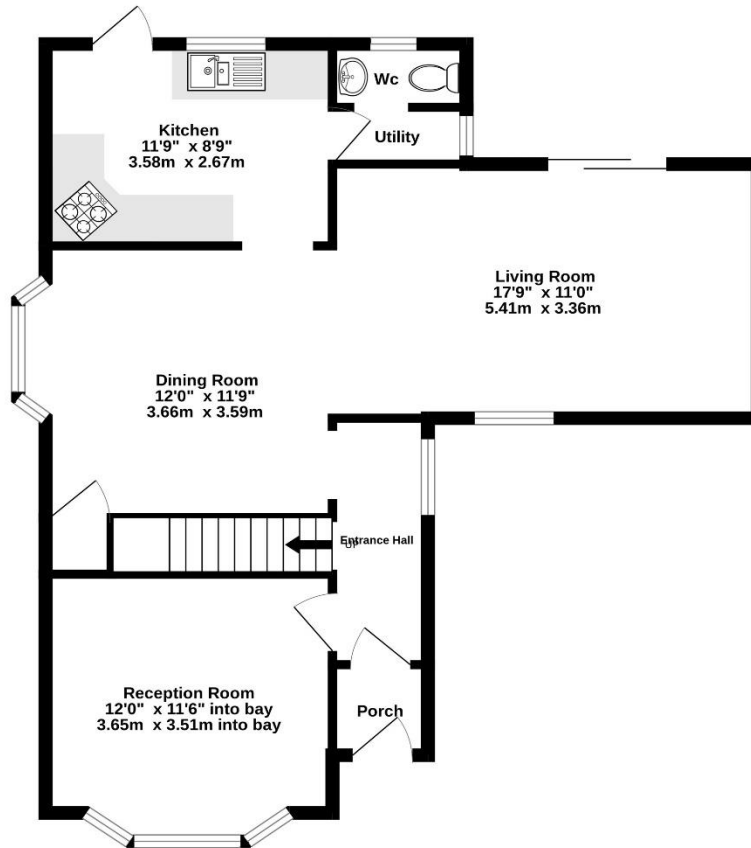 Wc
Utility
Kitchen
11'9" x 8'9"
3.58m x 2.67m
Living Room
17'9" x 11'0"
5.41m x 3.36m
Dining Room
12'0" x 11'9"
3.66m x 3.59m
UP
Entrance Hall
Reception Room
12'0" x 11'6" into bay
3.65m x 3.51m into bay
Porch